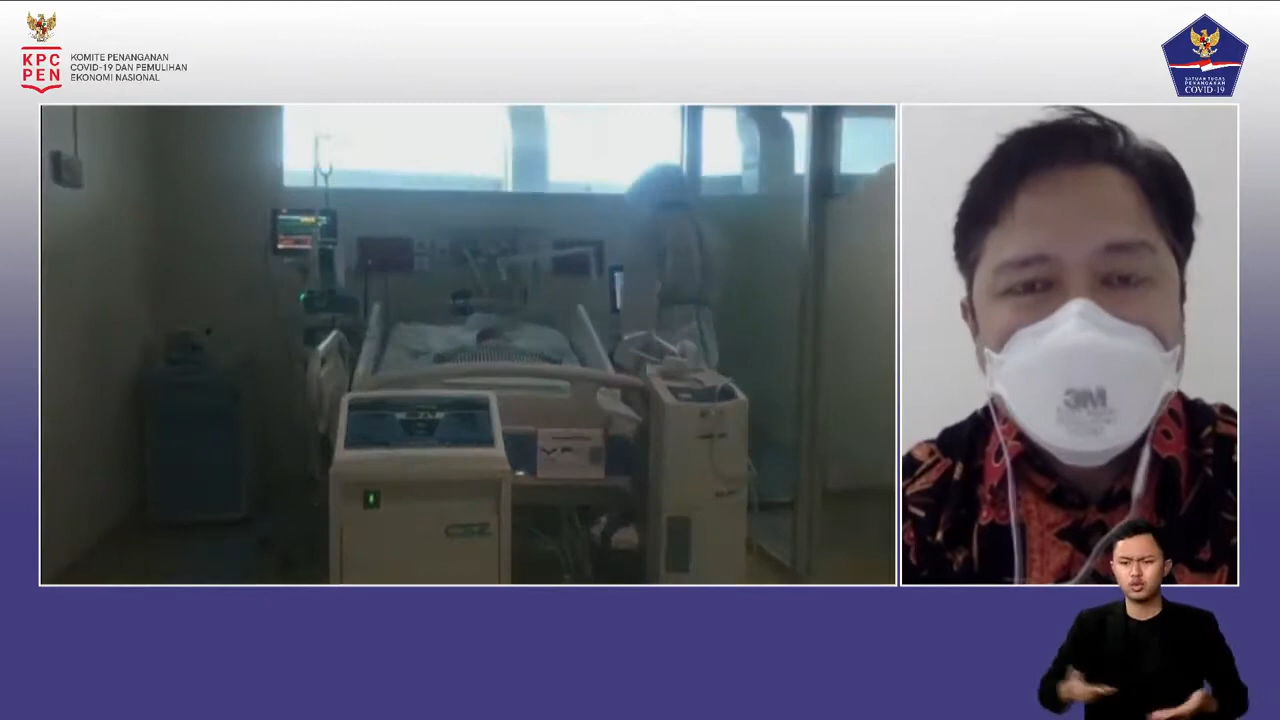 KPC
PEN
KOMITE PENANGANAN
COVID-19 DAN PEMULIHAN
EKONOMI NASIONAL
SATUAN TUGAS
PENANGANAN
COVID-19
3M